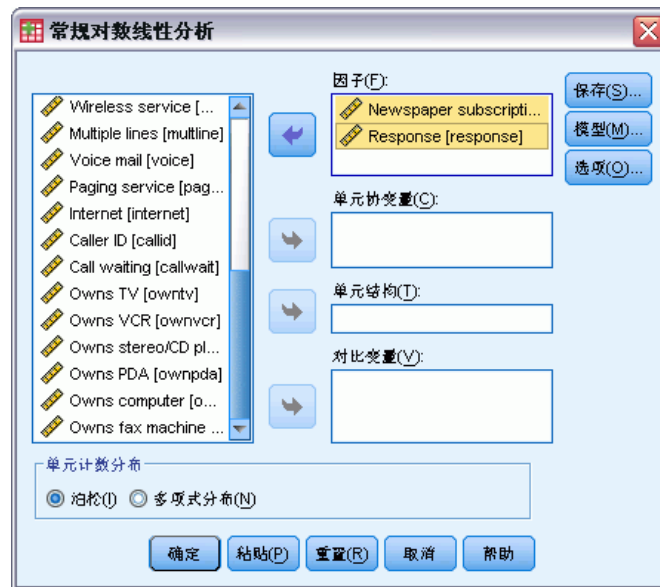 常规对数线性分析
因子(F):
Wireless service [...
Multiple lines [multline]
Voice mail [voice]
Paging service [pag...
Internet [internet]
Caller ID [callid]
Call waiting [callwait]
Owns TV [owntv]
Owns VCR [ownvcr]
Owns stereo/CD pl...
Owns PDA [ownpda]
Owns computer [o...
Owns fax machine ...
Newspaper subscripti...
Response [response]
保存(S)...
模型(M)...
选项(O)...
单元协变量(C):
单元结构(T):
对比变量(V):
单元计数分布
泊松(I) 多项式分布(N)
确定 粘贴(P) 重置(R) 取消 帮助